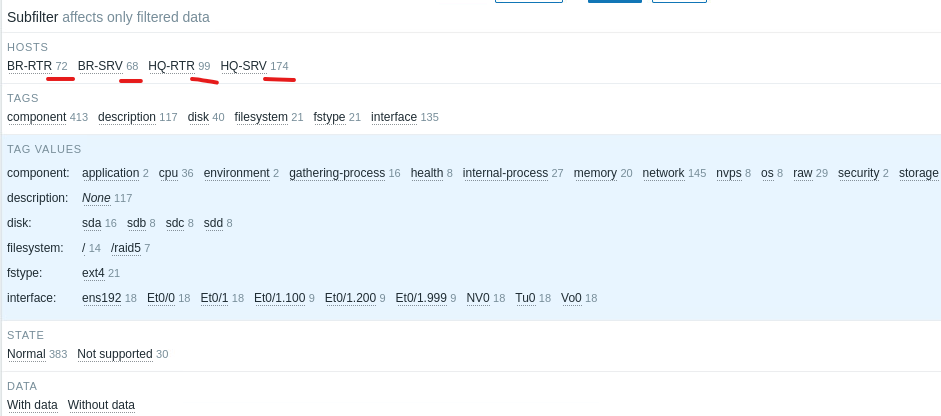 Subfilter affects only filtered data
HOSTS
BR-RTR 72 BR-SRV 68 HQ-RTR 99 HQ-SRV 174
TAGS
component 413 description 117 disk 40 filesystem 21 fstype 21 interface 135
TAG VALUES
component: application 2 cpu 36 environment 2 gathering-process 16 health 8 internal-process 27 memory 20 network 145 nvps 8 os 8 raw 29 security 2 storage
description: None 117
disk: sda 16 sdb 8 sdc 8 sdd 8
filesystem: / 14 /raid5 7
fstype: ext4 21
interface: ens192 18 Et0/0 18 Et0/1 18 Et0/1.100 9 Et0/1.200 9 Et0/1.999 9 NV0 18 Tu0 18 Vo0 18
STATE
Normal 383 Not supported 30
DATA
With data Without data